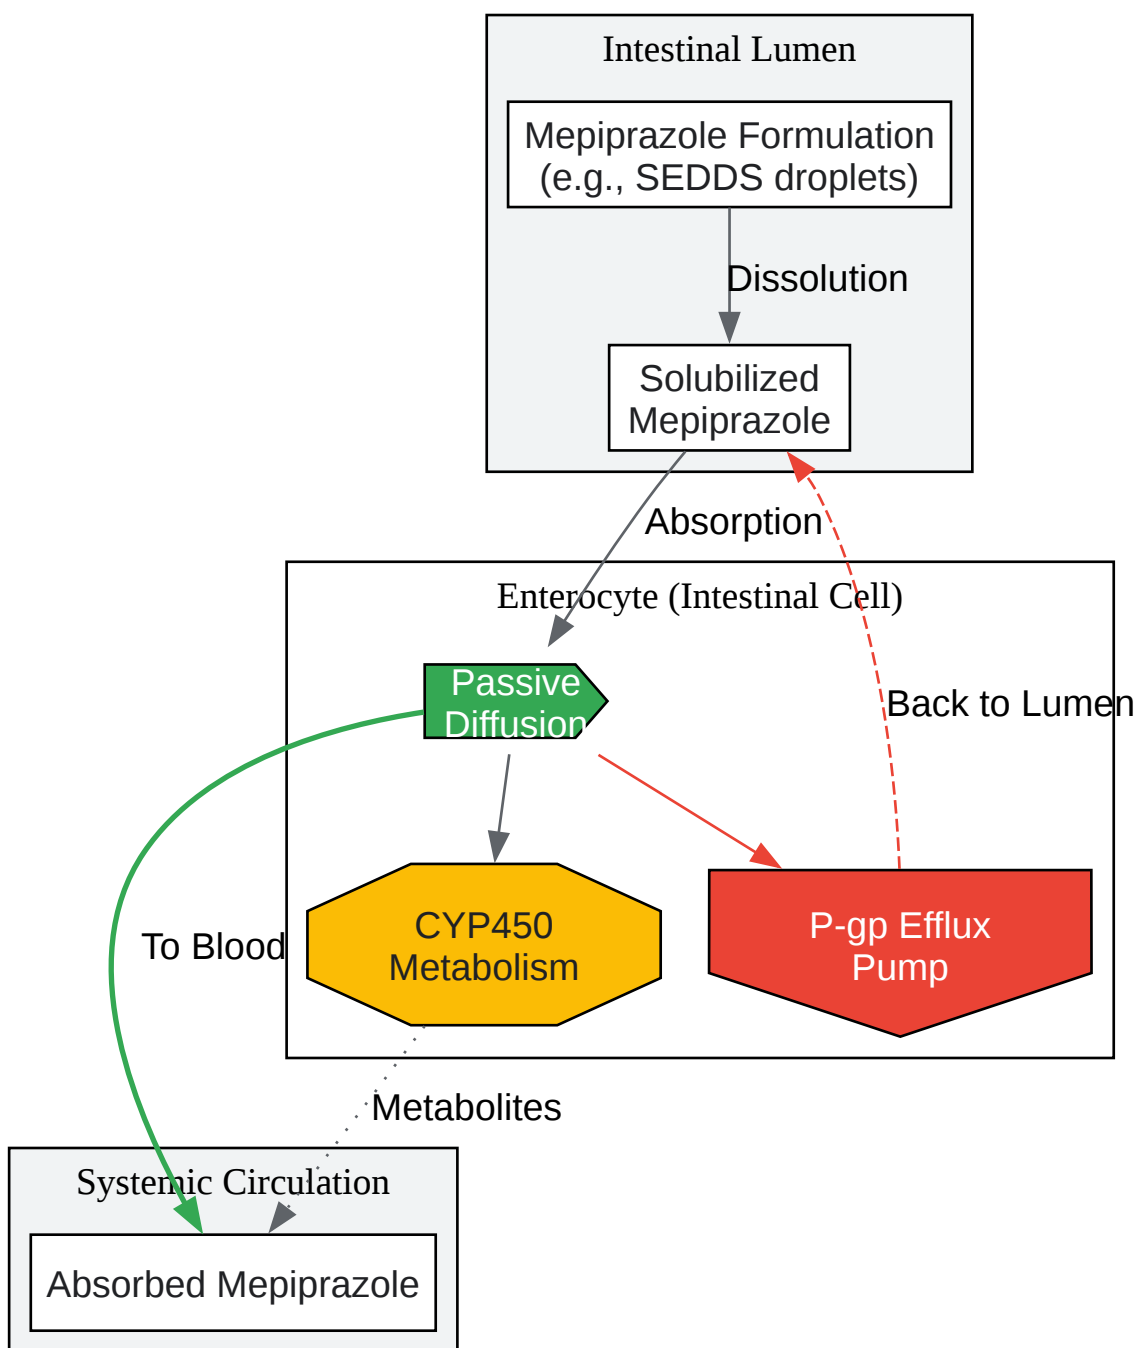 Intestinal Lumen
Mepiprazole Formulation
(e.g., SEDDS droplets)
Dissolution
Solubilized
Mepiprazole
Absorption
Enterocyte (Intestinal Cell)
Passive
Diffusion
Back to Lumen
To Blood
CYP450
Metabolism
P-gp Efflux
Pump
Metabolites
Systemic Circulation
Absorbed Mepiprazole